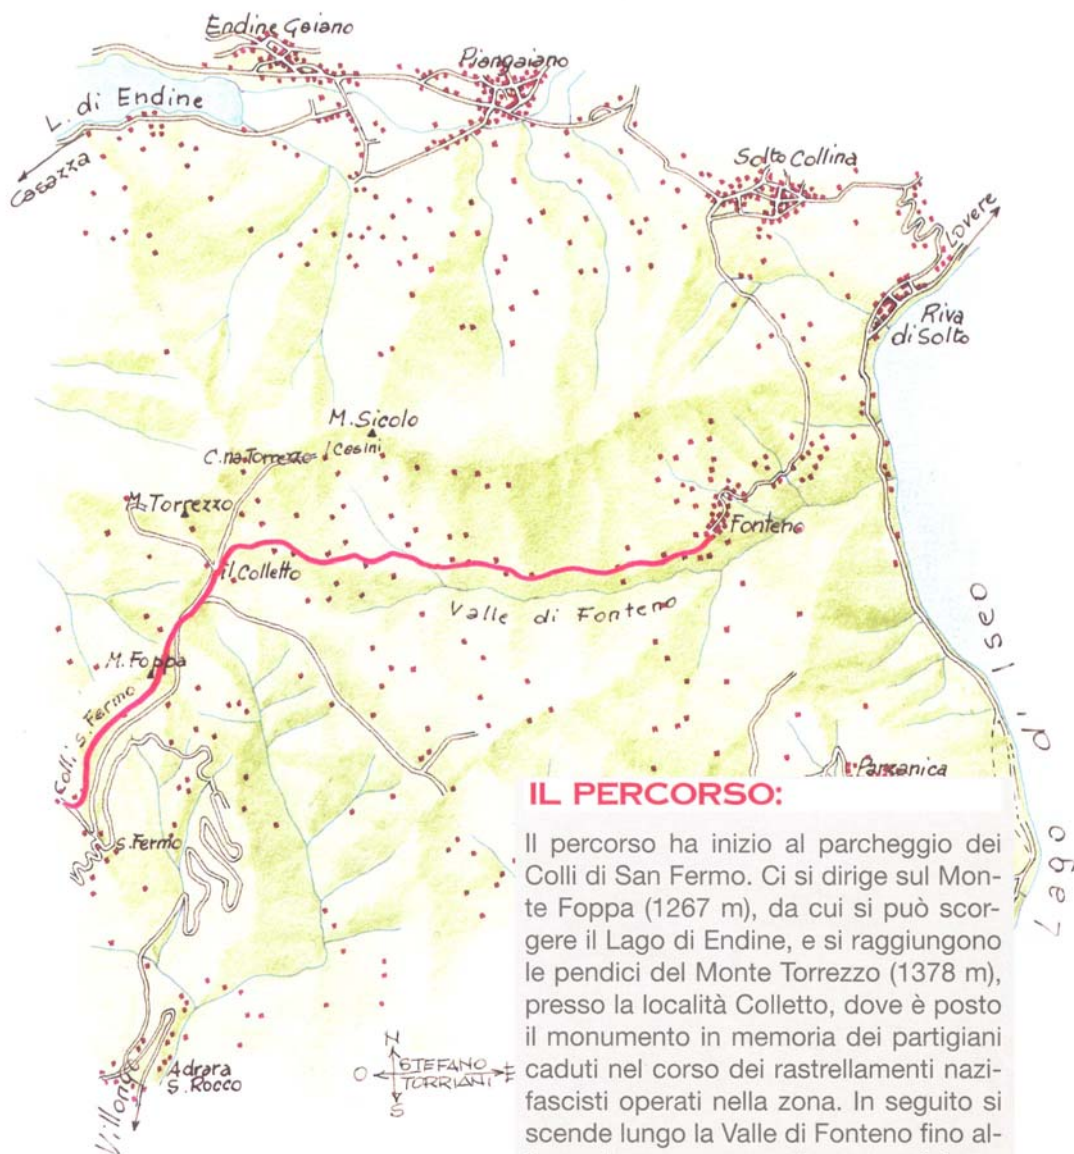 Endine Gaiano
Piangaiano
L. di Endine
Casazza
Solto Collina
Lovere
Riva
di Solto
M. Sicolo
C.na Torrezzo
I Cesini
M. Torrezzo
Fonteno
il Colletto
Valle di Fonteno
M. Foppa
Colli S. Fermo
S. Fermo
Lago d'Iseo
Parzanica
IL PERCORSO:
Il percorso ha inizio al parcheggio dei
Colli di San Fermo. Ci si dirige sul Mon-
te Foppa (1267 m), da cui si può scor-
gere il Lago di Endine, e si raggiungono
le pendici del Monte Torrezzo (1378 m),
presso la località Colletto, dove è posto
il monumento in memoria dei partigiani
caduti nel corso dei rastrellamenti nazi-
fascisti operati nella zona. In seguito si
scende lungo la Valle di Fonteno fino al-
N
O STEFANO E
TORRIANI
S
Adrara
S. Rocco
Villongo